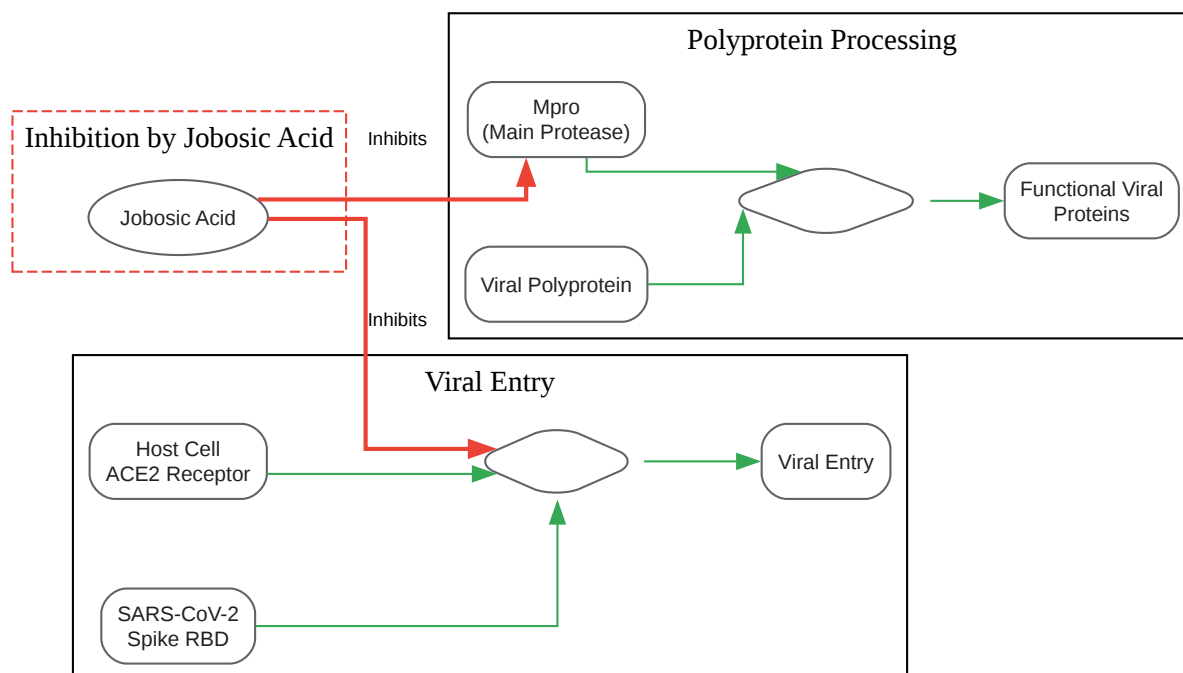 Polyprotein Processing
Mpro
(Main Protease)
Inhibition by Jobosic Acid
Inhibits
Jobosic Acid
Functional Viral
Proteins
Viral Polyprotein
Inhibits
Viral Entry
Host Cell
ACE2 Receptor
Viral Entry
SARS-CoV-2
Spike RBD